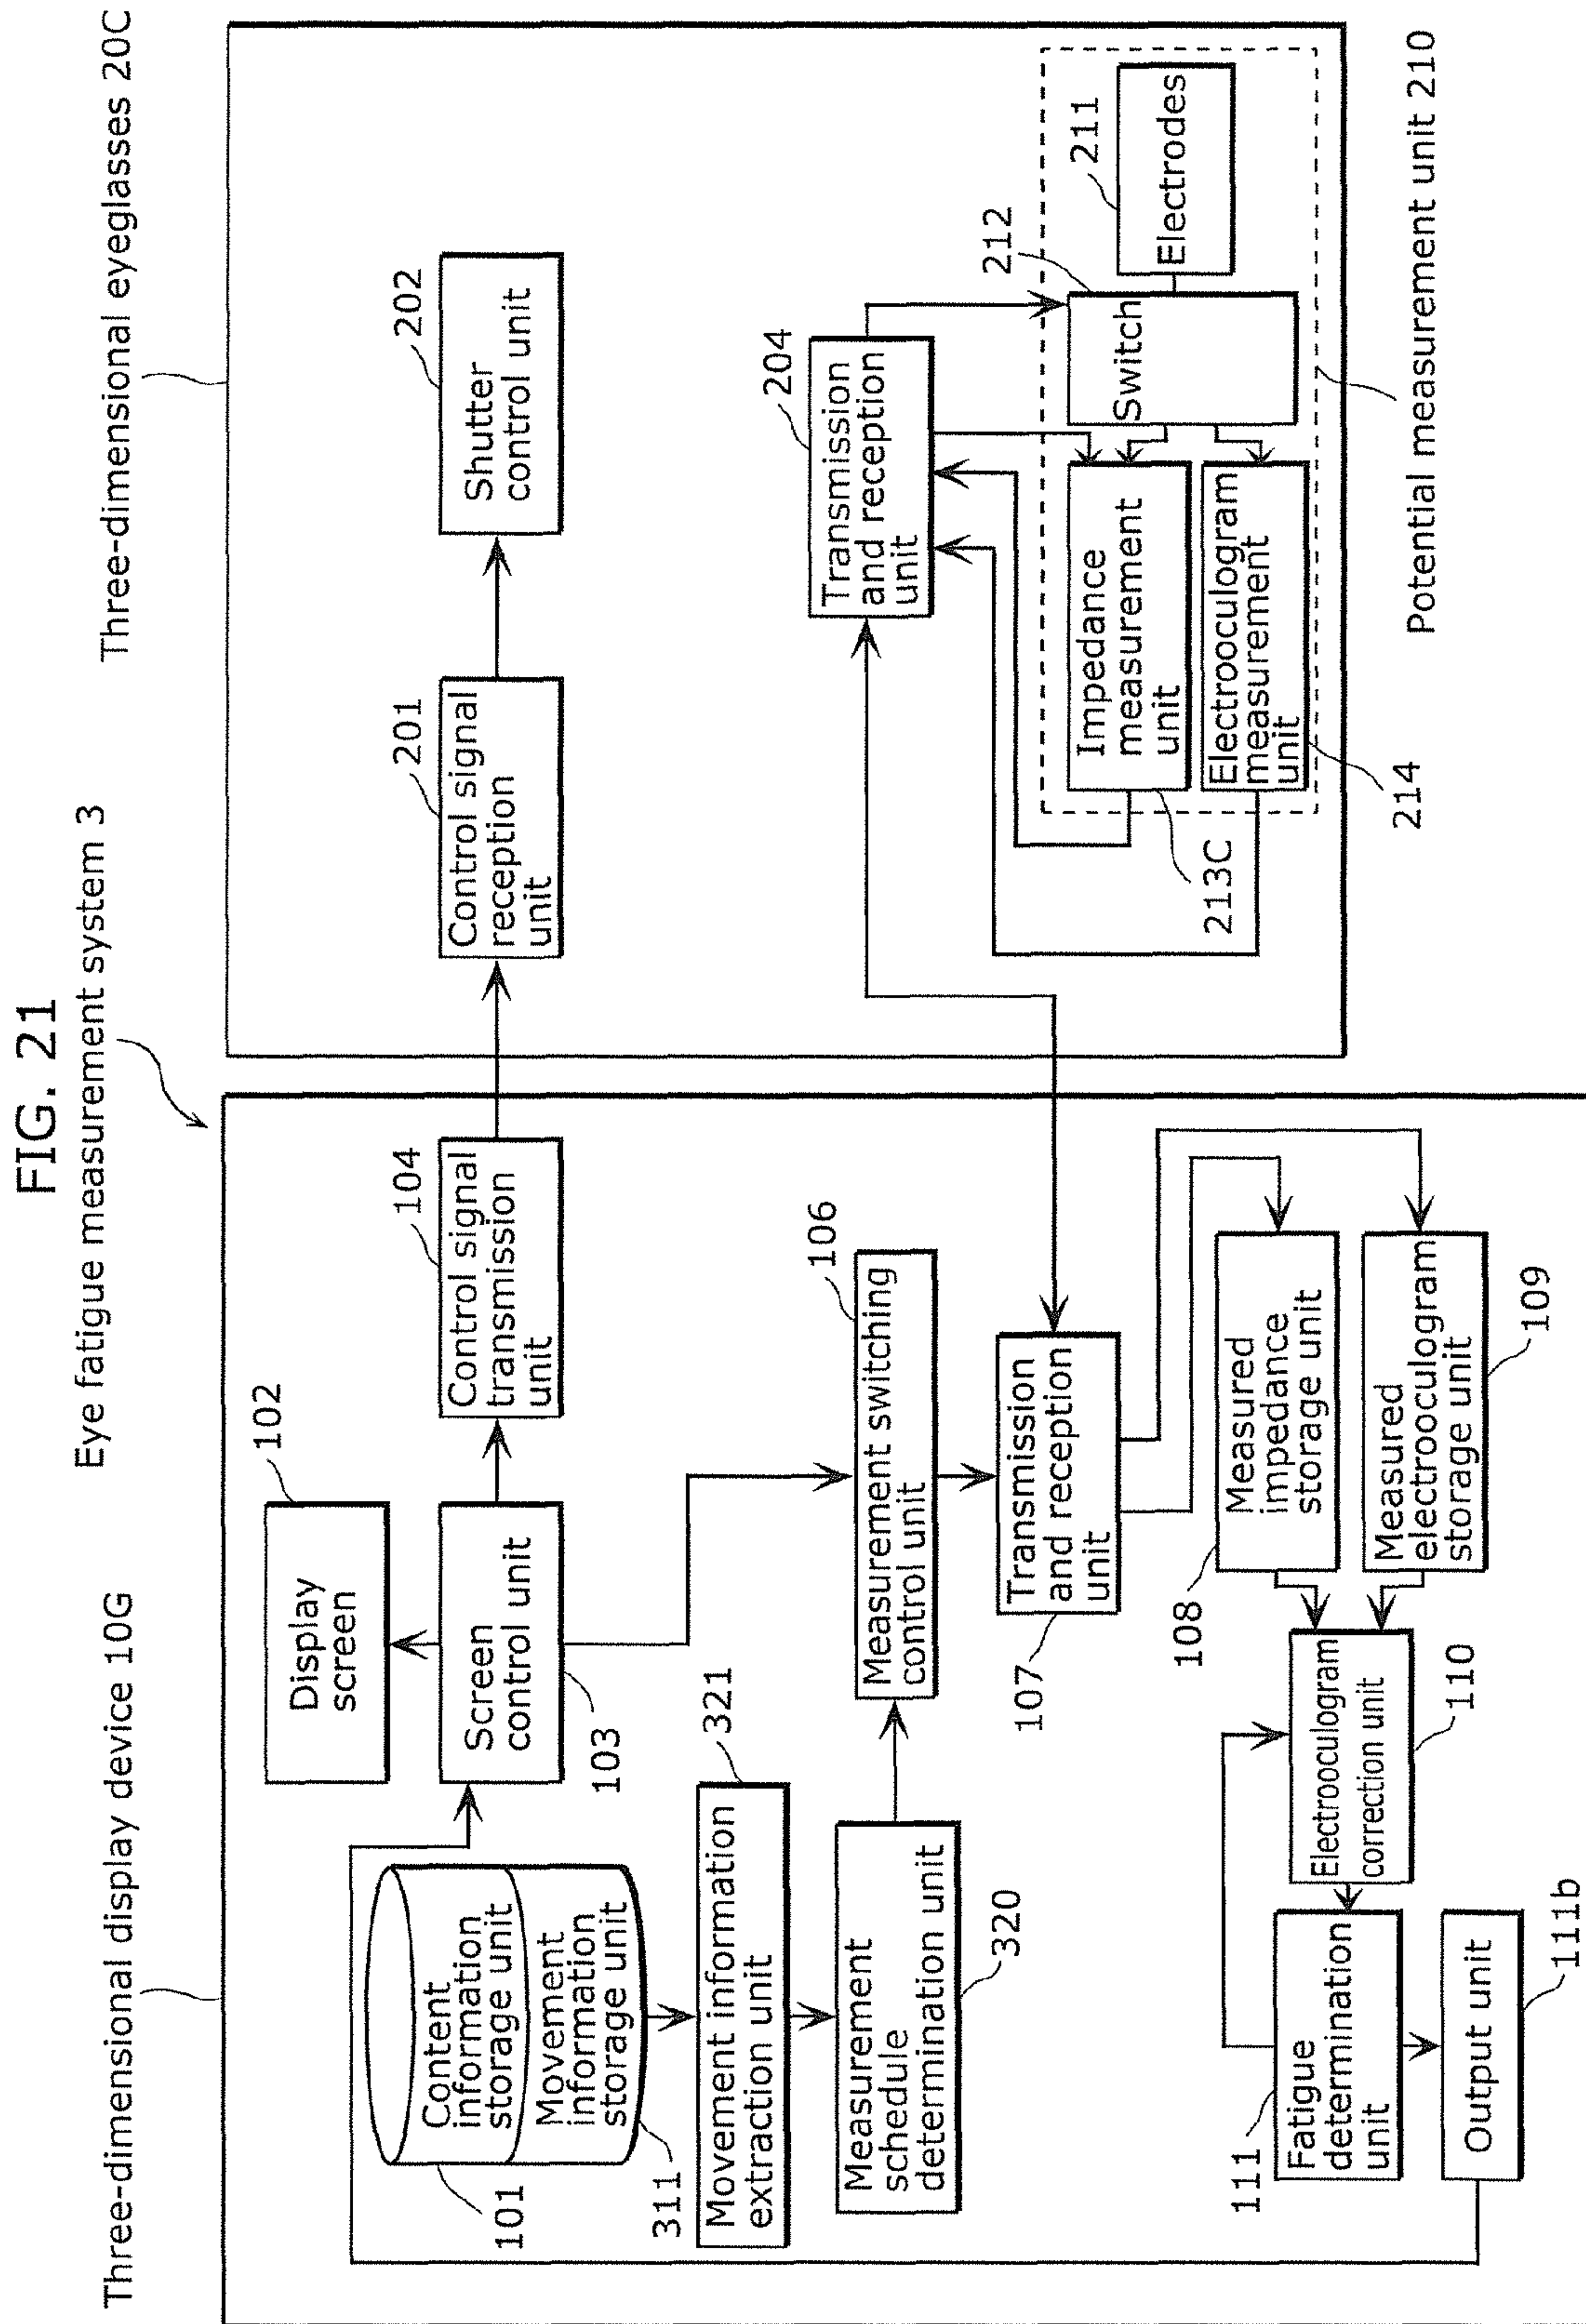 FIG. 21
Eye fatigue measurement system 3
Three-dimensional display device 10G
Three-dimensional eyeglasses 20C
102
Display
screen
101
Content
information
storage unit
Movement
information
storage unit
311
Screen
control unit
103
104
Control signal
transmission
unit
201
Control signal
reception
unit
202
Shutter
control unit
321
Movement information
extraction unit
Measurement
schedule
determination unit
320
106
Measurement switching
control unit
Transmission
and reception
unit
107
204
Transmission
and reception
unit
212
Switch
211
Electrodes
Impedance
measurement
unit
213C
Electrooculogram
measurement
unit
214
Potential measurement unit 210
Measured
impedance
storage unit
108
Measured
electrooculogram
storage unit
109
Electrooculogram
correction unit
110
111
Fatigue
determination
unit
Output unit
111b